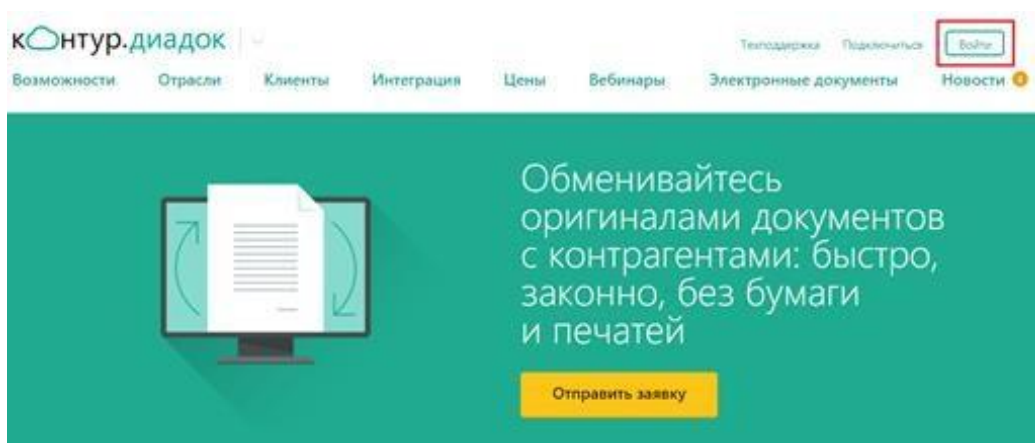 контур.диадок
Техподдержка Подключиться Войти
Возможности Отрасли Клиенты Интеграция Цены Вебинары Электронные документы Новости
Обменивайтесь
оригиналами документов
с контрагентами: быстро,
законно, без бумаги
и печатей
Отправить заявку